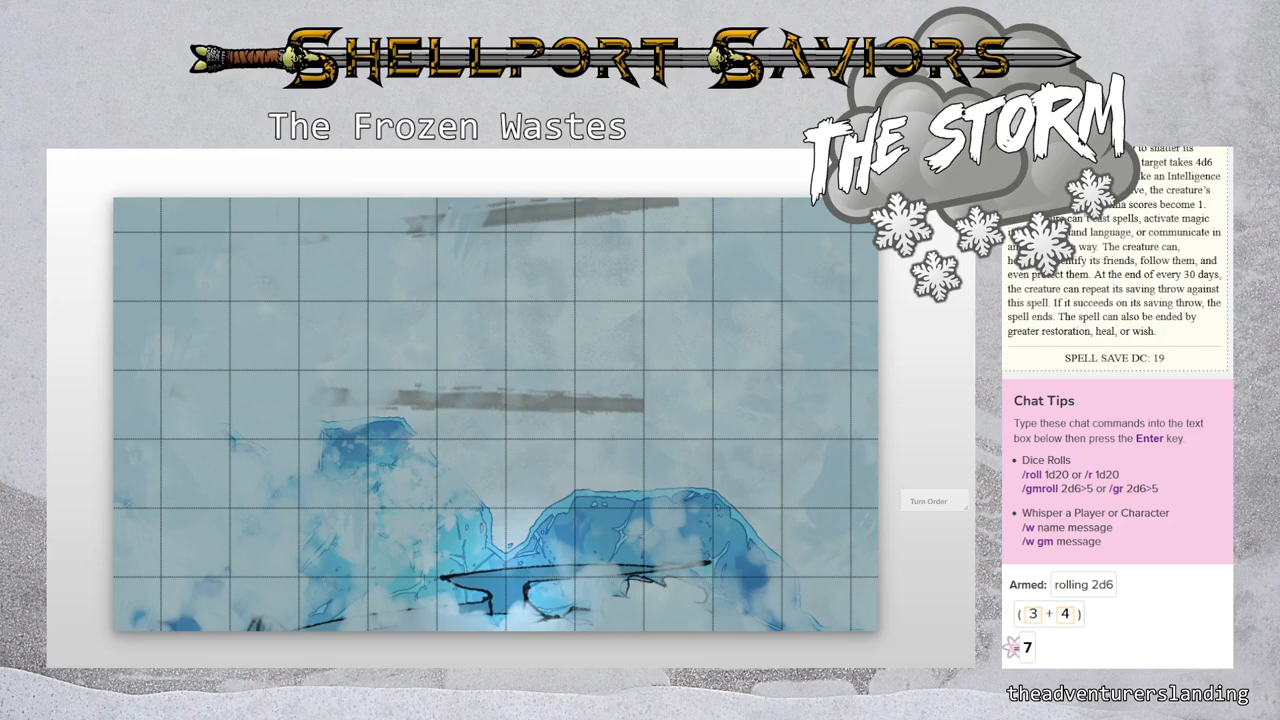 SHELLPORT SAVIORS
THE STORM
The Frozen Wastes
to shatter its
target takes 4d6
ke an Intelligence
ve, the creature's
scores become 1.
can't cast spells, activate magic
and language, or communicate in
way. The creature can,
identify its friends, follow them, and
even protect them. At the end of every 30 days,
the creature can repeat its saving throw against
this spell. If it succeeds on its saving throw, the
spell ends. The spell can also be ended by
greater restoration, heal, or wish.
SPELL SAVE DC: 19
Chat Tips
Type these chat commands into the text
box below then press the Enter key.
• Dice Rolls
/roll 1d20 or /r 1d20
/gmroll 2d6>5 or /gr 2d6>5
• Whisper a Player or Character
/w name message
/w gm message
Turn Order
Armed: rolling 2d6
( 3 + 4 )
= 7
theadventurerslanding